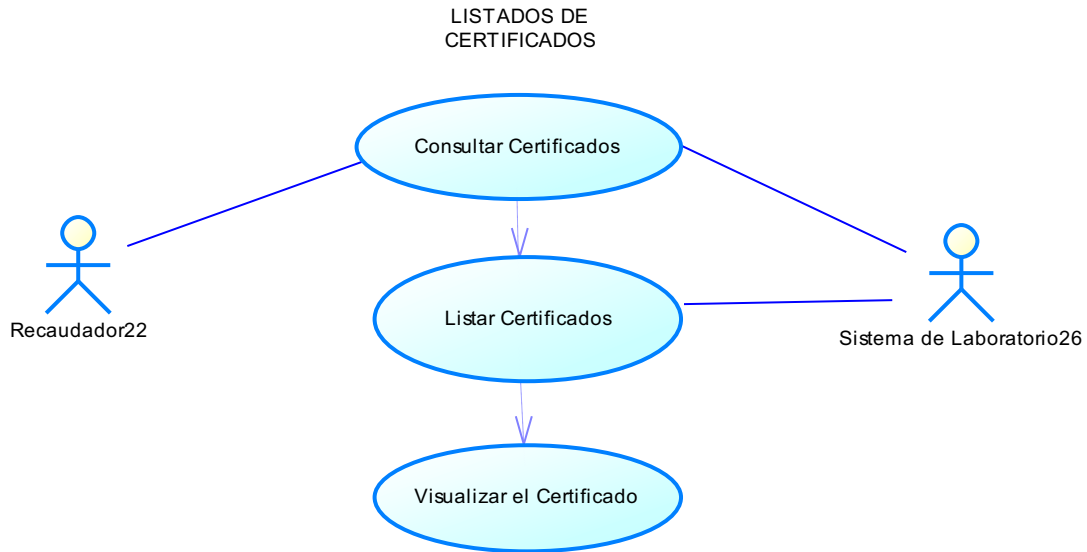 LISTADOS DE
CERTIFICADOS
Consultar Certificados
Recaudador22
Listar Certificados
Sistema de Laboratorio26
Visualizar el Certificado